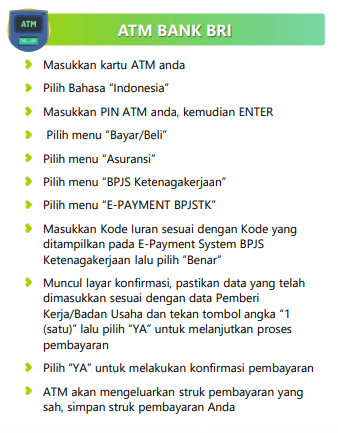 ATM
ATM BANK BRI
Masukkan kartu ATM anda
Pilih Bahasa “Indonesia”
Masukkan PIN ATM anda, kemudian ENTER
Pilih menu “Bayar/Beli”
Pilih menu “Asuransi”
Pilih menu “BPJS Ketenagakerjaan”
Pilih menu “E-PAYMENT BPJSTK”
Masukkan Kode Iuran sesuai dengan Kode yang
ditampilkan pada E-Payment System BPJS
Ketenagakerjaan lalu pilih “Benar”
Muncul layar konfirmasi, pastikan data yang telah
dimasukkan sesuai dengan data Pemberi
Kerja/Badan Usaha dan tekan tombol angka “1
(satu)” lalu pilih “YA” untuk melanjutkan proses
pembayaran
Pilih “YA” untuk melakukan konfirmasi pembayaran
ATM akan mengeluarkan struk pembayaran yang
sah, simpan struk pembayaran Anda